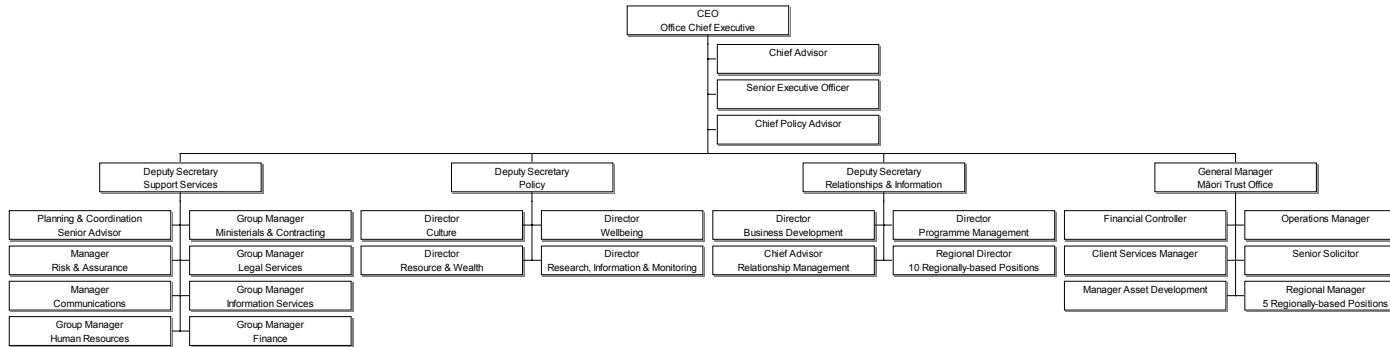 CEO
Office Chief Executive
Chief Advisor
Senior Executive Officer
Chief Policy Advisor
Deputy Secretary
Support Services
Deputy Secretary
Policy
Deputy Secretary
Relationships & Information
General Manager
Māori Trust Office
Planning & Coordination
Senior Advisor
Group Manager
Ministerials & Contracting
Manager
Risk & Assurance
Group Manager
Legal Services
Manager
Communications
Group Manager
Information Services
Group Manager
Human Resources
Group Manager
Finance
Director
Culture
Director
Wellbeing
Director
Resource & Wealth
Director
Research, Information & Monitoring
Director
Business Development
Director
Programme Management
Chief Advisor
Relationship Management
Regional Director
10 Regionally-based Positions
Financial Controller
Operations Manager
Client Services Manager
Senior Solicitor
Manager Asset Development
Regional Manager
5 Regionally-based Positions